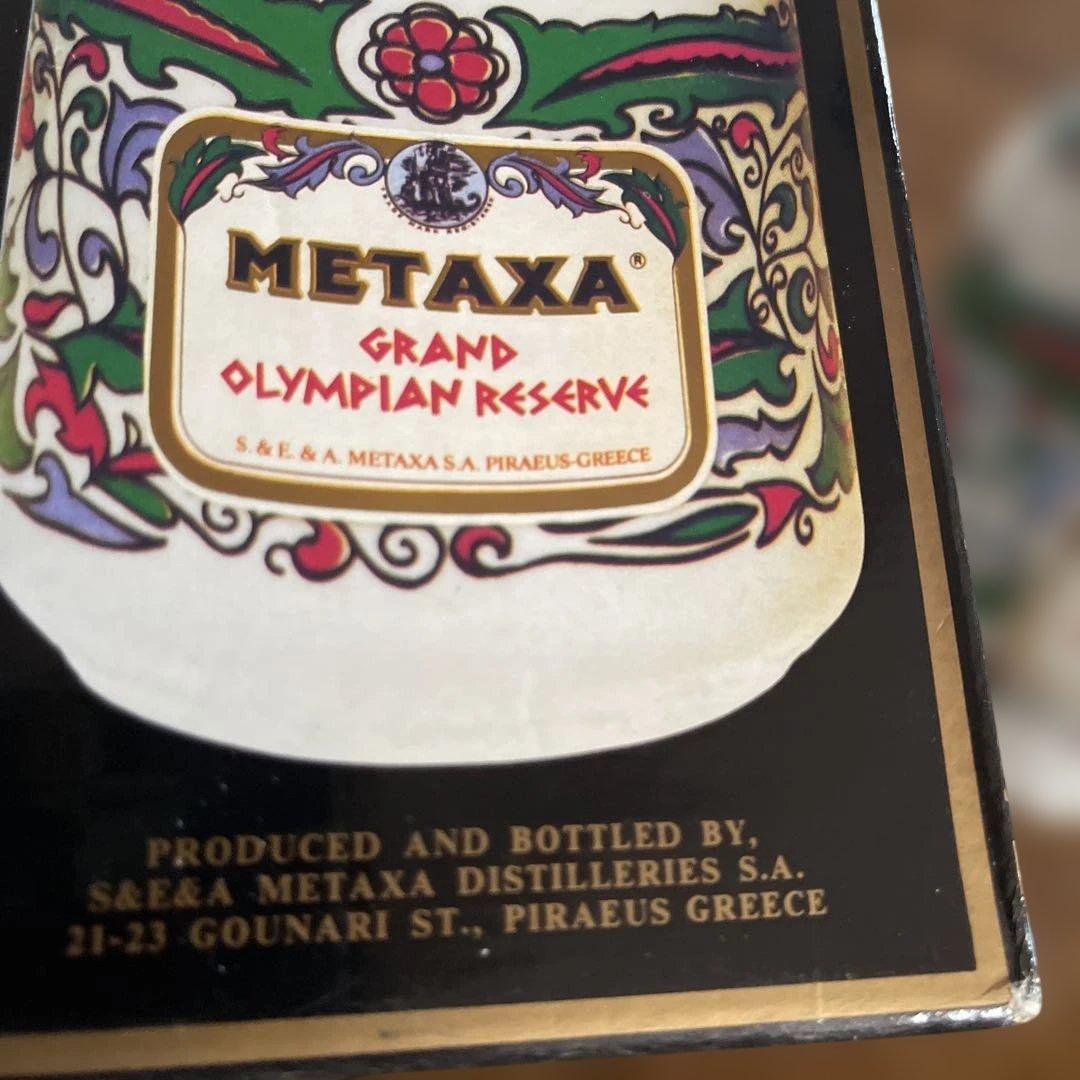 METAXA®
GRAND
OLYMPIAN RESERVE
S. & E. & A. METAXA S.A. PIRAEUS-GREECE
PRODUCED AND BOTTLED BY,
S&E&A METAXA DISTILLERIES S.A.
21-23 GOUNARI ST., PIRAEUS GREECE